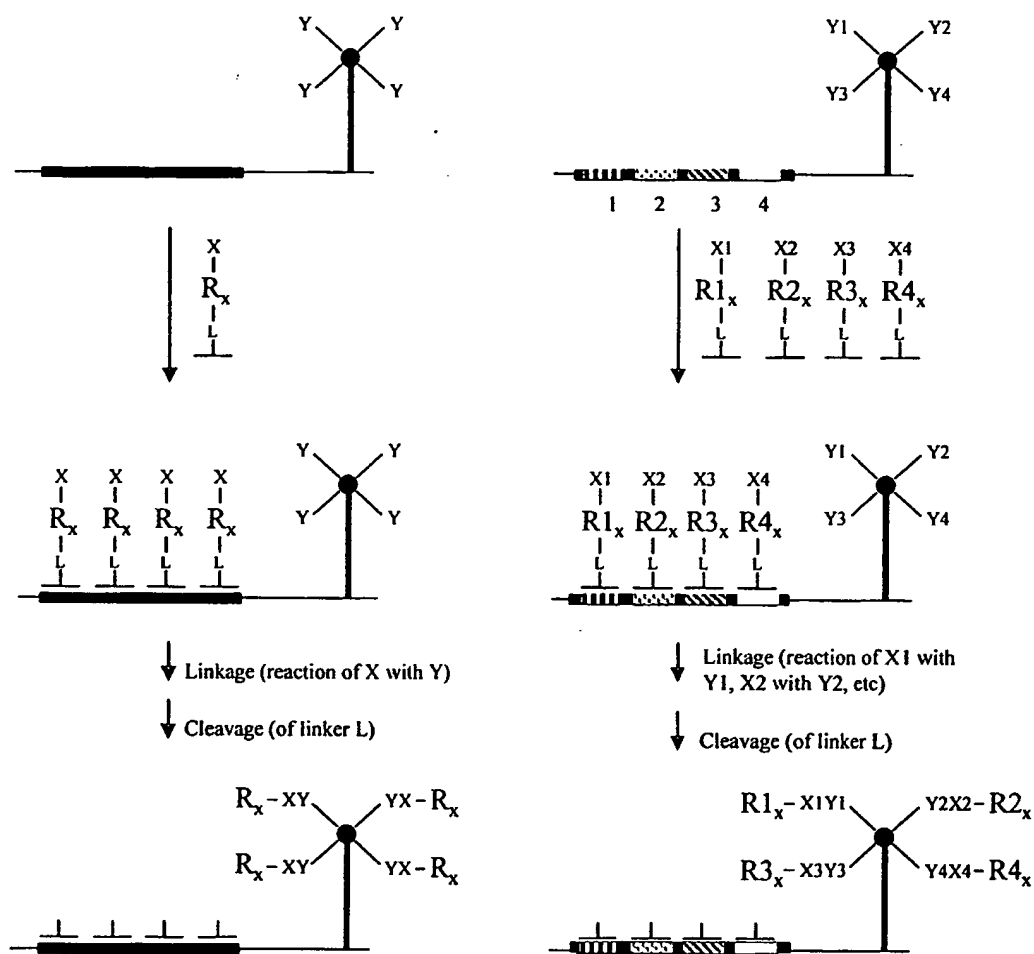 Y Y Y1 Y2
Y Y Y3 Y4
1 2 3 4
X X1 X2 X3 X4
Rx R1x R2x R3x R4x
L L L L L
X X X X Y Y X1 X2 X3 X4 Y1 Y2
Rx Rx Rx Rx Y Y R1x R2x R3x R4x Y3 Y4
L L L L L L L L
Linkage (reaction of X with Y)
Cleavage (of linker L)
Linkage (reaction of X1 with
Y1, X2 with Y2, etc)
Cleavage (of linker L)
Rx – XY YX – Rx
Rx – XY YX – Rx
R1x – X1Y1 Y2X2 – R2x
R3x – X3Y3 Y4X4 – R4x